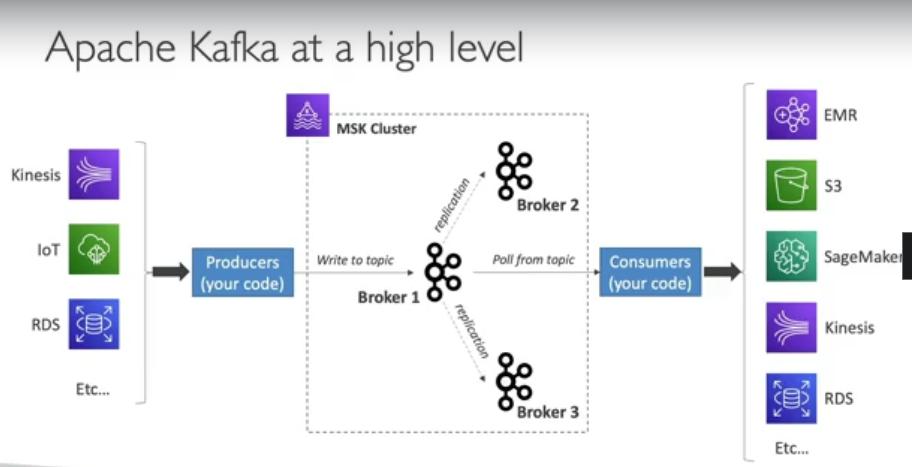 Apache Kafka at a high level
MSK Cluster
Kinesis
IoT
RDS
Etc...
Producers
(your code)
Write to topic
Broker 1
replication
Broker 2
replication
Broker 3
Poll from topic
Consumers
(your code)
EMR
S3
SageMaker
Kinesis
RDS
Etc...